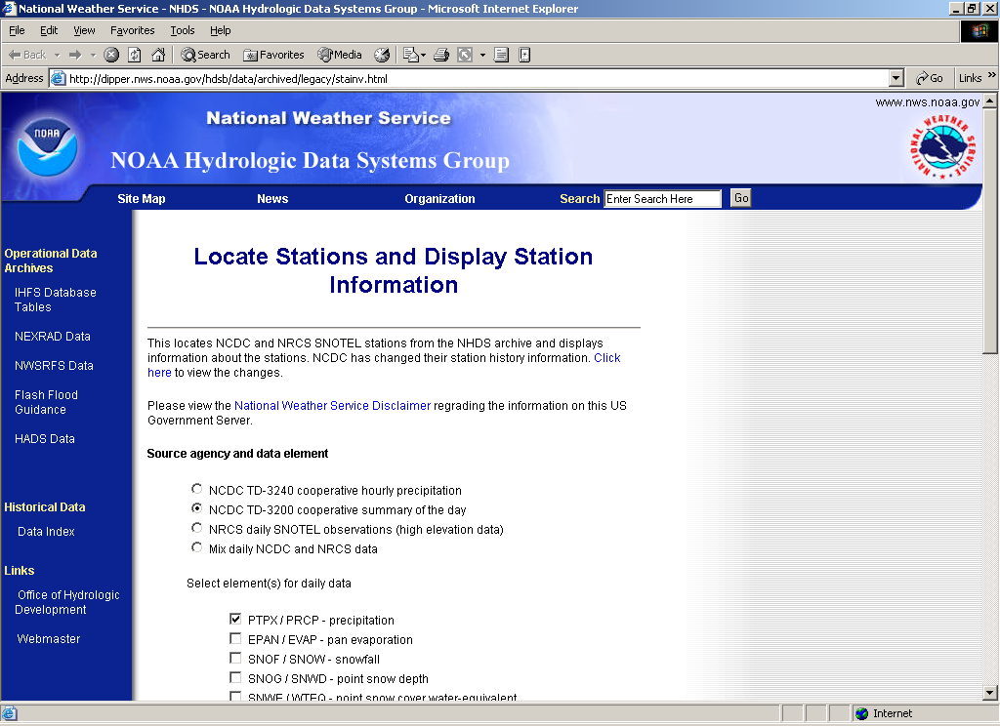 National Weather Service - NHDS - NOAA Hydrologic Data Systems Group - Microsoft Internet Explorer
File Edit View Favorites Tools Help
Back Search Favorites Media
Address http://dipper.nws.noaa.gov/hdsb/data/archived/legacy/stainv.html Go Links »
www.nws.noaa.gov
NOAA
National Weather Service
NOAA Hydrologic Data Systems Group
NATIONAL WEATHER SERVICE
Site Map News Organization Search Enter Search Here Go
Operational Data
Archives
IHFS Database
Tables
NEXRAD Data
NWSRFS Data
Flash Flood
Guidance
HADS Data
Historical Data
Data Index
Links
Office of Hydrologic
Development
Webmaster
Locate Stations and Display Station
Information
This locates NCDC and NRCS SNOTEL stations from the NHDS archive and displays
information about the stations. NCDC has changed their station history information. Click
here to view the changes.
Please view the National Weather Service Disclaimer regrading the information on this US
Government Server.
Source agency and data element
NCDC TD-3240 cooperative hourly precipitation
NCDC TD-3200 cooperative summary of the day
NRCS daily SNOTEL observations (high elevation data)
Mix daily NCDC and NRCS data
Select element(s) for daily data
PTPX / PRCP - precipitation
EPAN / EVAP - pan evaporation
SNOF / SNOW - snowfall
SNOG / SNWD - point snow depth
SNWE / WTEQ - point snow cover water-equivalent
Internet